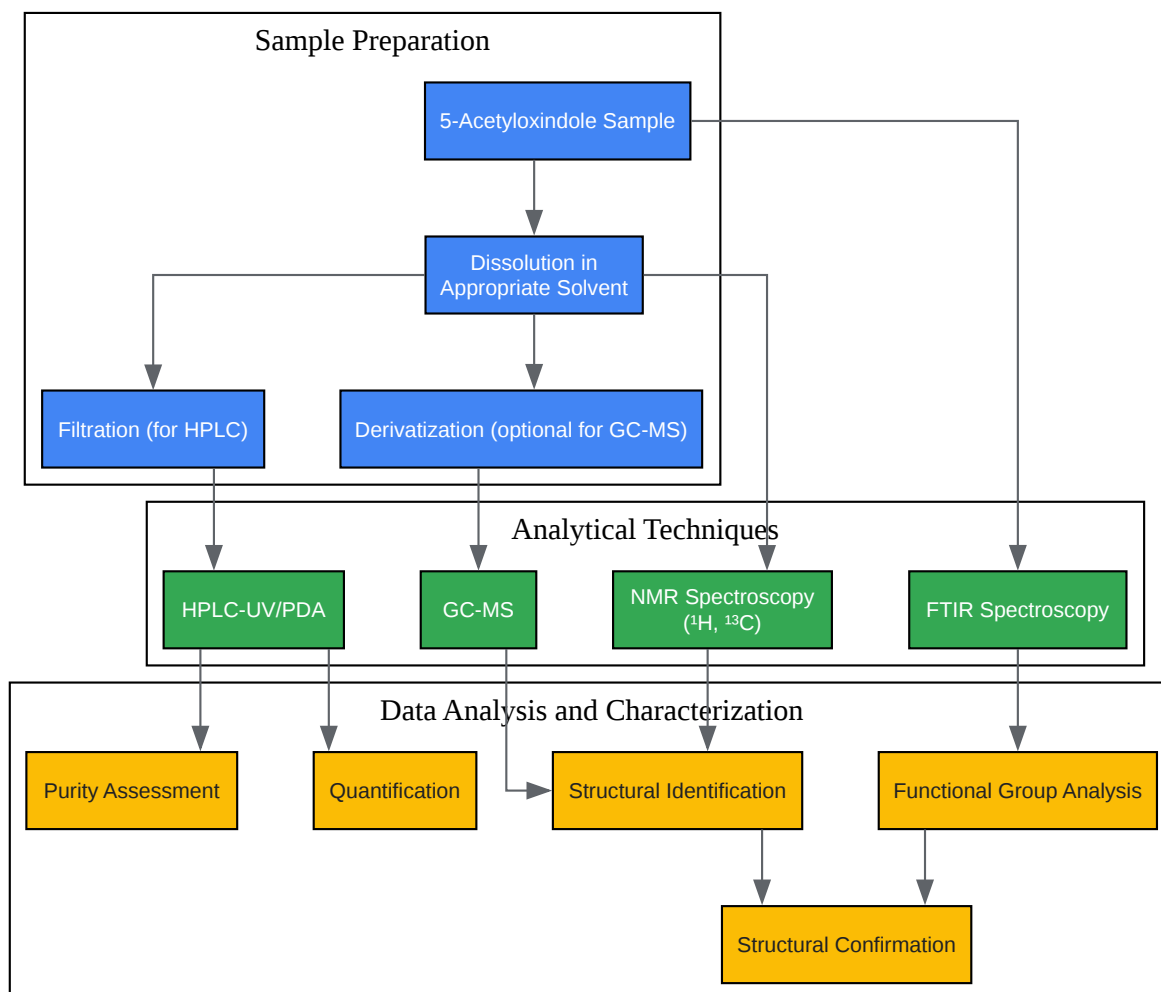 Sample Preparation
5-Acetyloxindole Sample
Dissolution in
Appropriate Solvent
Filtration (for HPLC)
Derivatization (optional for GC-MS)
Analytical Techniques
HPLC-UV/PDA
GC-MS
NMR Spectroscopy
(¹H, ¹³C)
FTIR Spectroscopy
Data Analysis and Characterization
Purity Assessment
Quantification
Structural Identification
Functional Group Analysis
Structural Confirmation